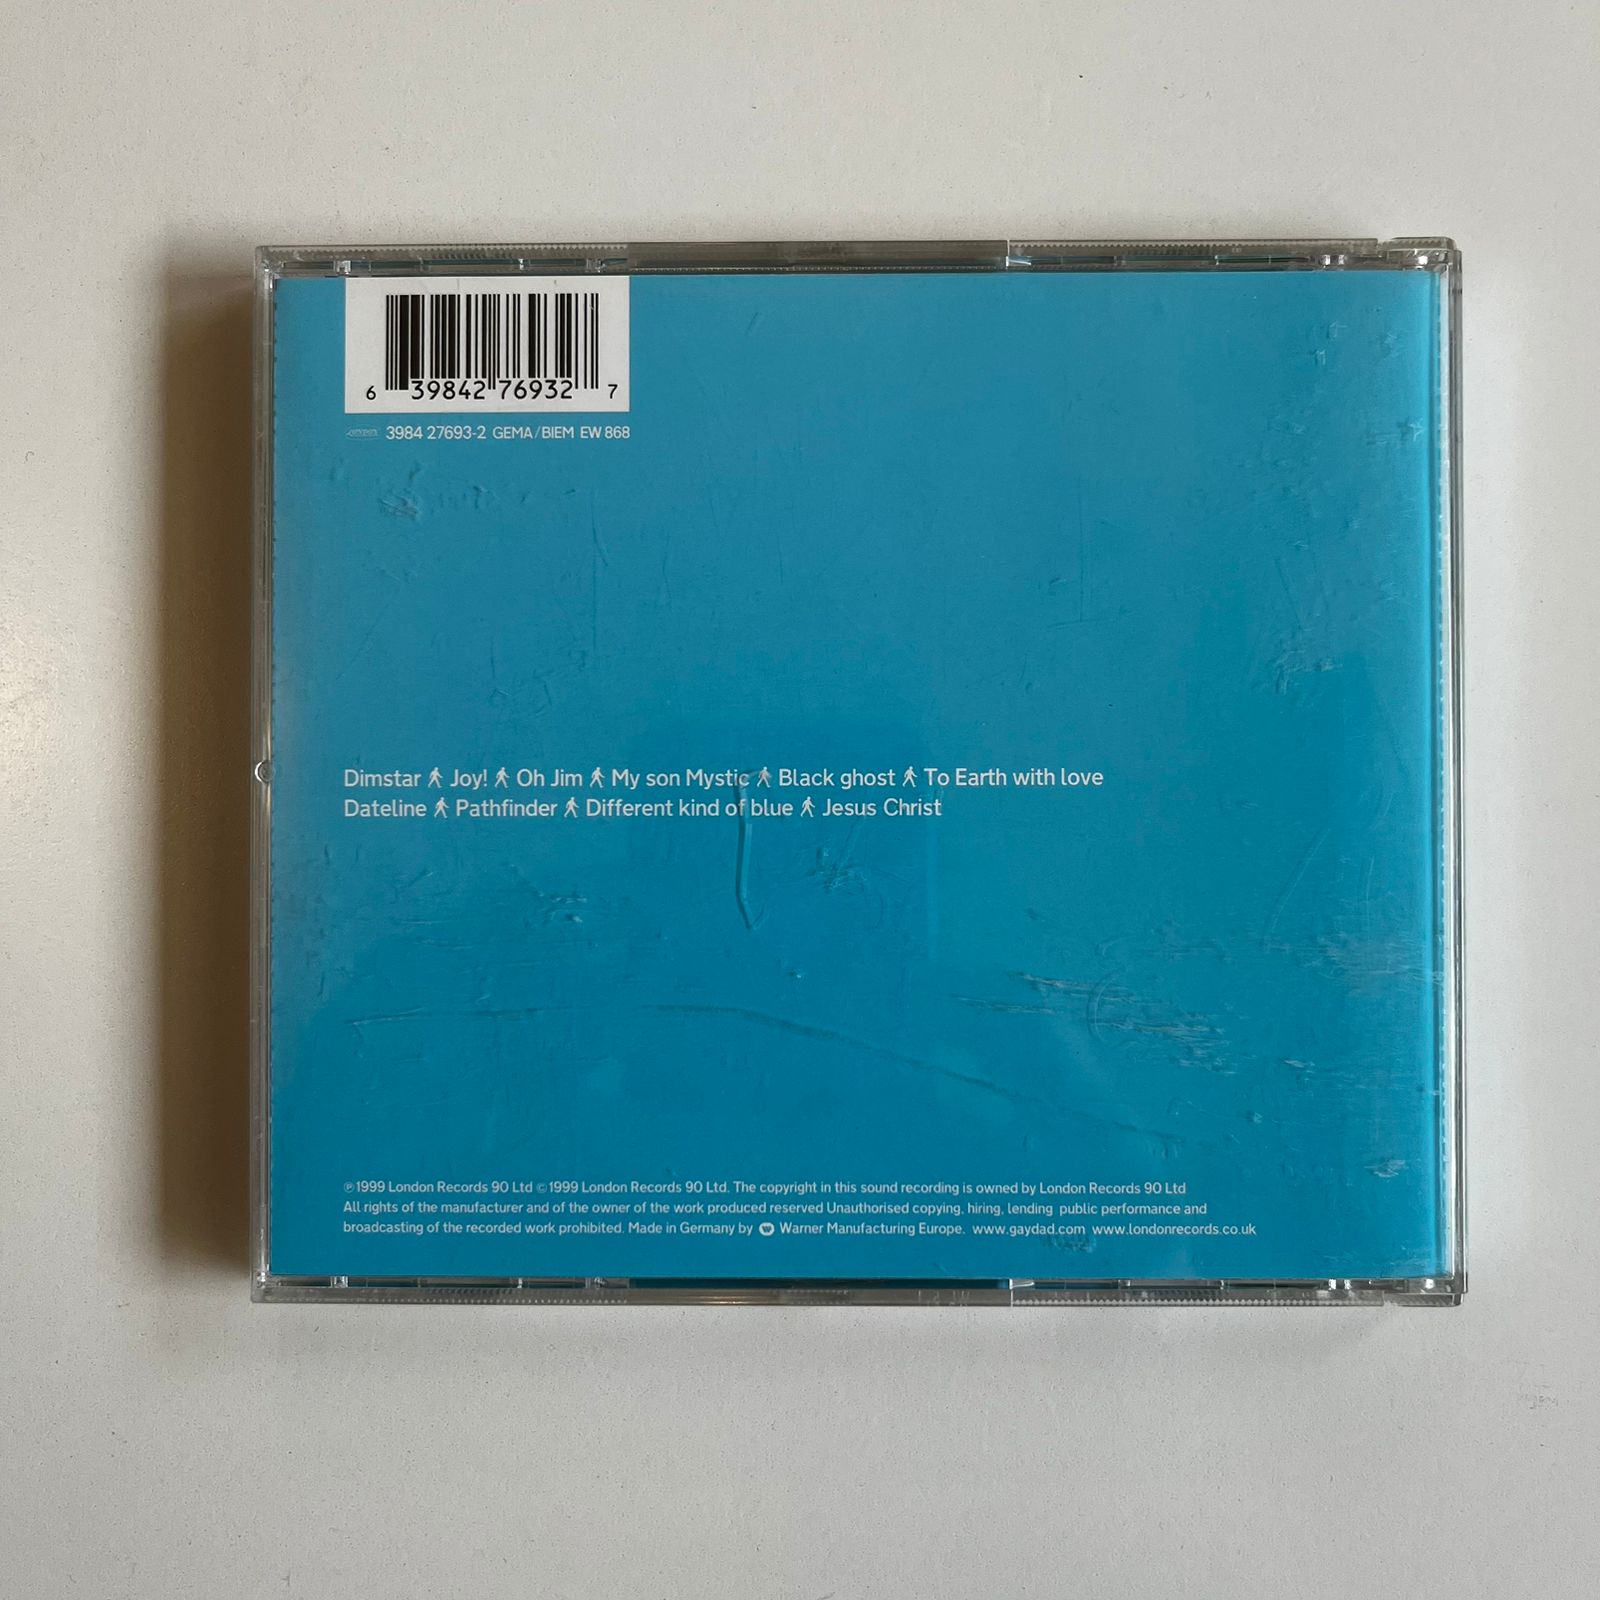 6 39842 76932 7
LONDON 3984 27693-2 GEMA/BIEM EW 868
Dimstar Joy! Oh Jim My son Mystic Black ghost To Earth with love
Dateline Pathfinder Different kind of blue Jesus Christ
℗1999 London Records 90 Ltd ©1999 London Records 90 Ltd. The copyright in this sound recording is owned by London Records 90 Ltd
All rights of the manufacturer and of the owner of the work produced reserved Unauthorised copying, hiring, lending public performance and
broadcasting of the recorded work prohibited. Made in Germany by Warner Manufacturing Europe. www.gaydad.com www.londonrecords.co.uk